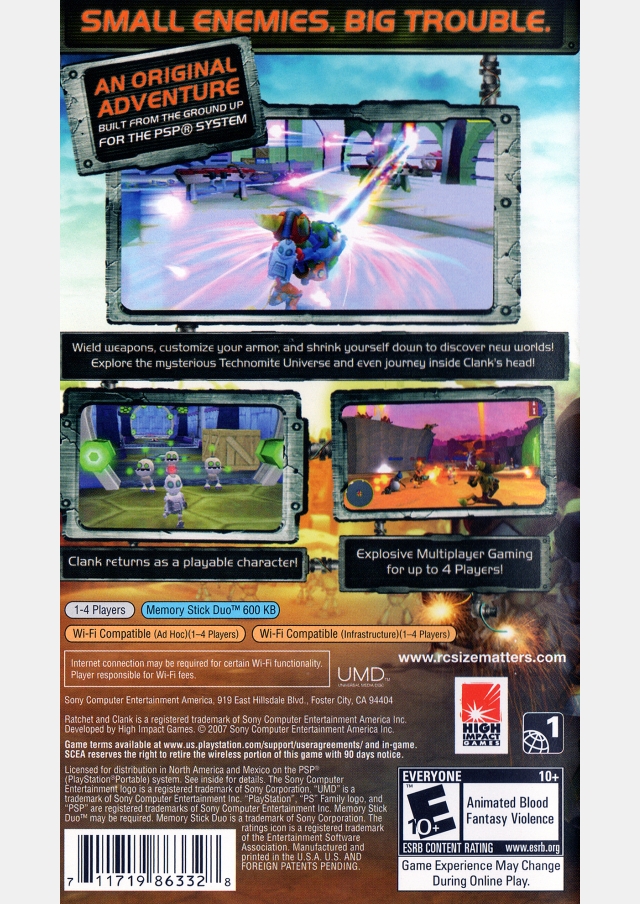 SMALL ENEMIES. BIG TROUBLE.
AN ORIGINAL
ADVENTURE
BUILT FROM THE GROUND UP
FOR THE PSP® SYSTEM
Wield weapons, customize your armor, and shrink yourself down to discover new worlds!
Explore the mysterious Technomite Universe and even journey inside Clank's head!
Clank returns as a playable character!
Explosive Multiplayer Gaming
for up to 4 Players!
1-4 Players
Memory Stick Duo™ 600 KB
Wi-Fi Compatible (Ad Hoc)(1–4 Players)
Wi-Fi Compatible (Infrastructure)(1–4 Players)
www.rcsizematters.com
Internet connection may be required for certain Wi-Fi functionality.
Player responsible for Wi-Fi fees.
UMD™
UNIVERSAL MEDIA DISC
Sony Computer Entertainment America, 919 East Hillsdale Blvd., Foster City, CA 94404
Ratchet and Clank is a registered trademark of Sony Computer Entertainment America Inc.
Developed by High Impact Games. © 2007 Sony Computer Entertainment America Inc.
Game terms available at www.us.playstation.com/support/useragreements/ and in-game.
SCEA reserves the right to retire the wireless portion of this game with 90 days notice.
HIGH
IMPACT
GAMES
1
Licensed for distribution in North America and Mexico on the PSP®
(PlayStation®Portable) system. See inside for details. The Sony Computer
Entertainment logo is a registered trademark of Sony Corporation. "UMD" is a
trademark of Sony Computer Entertainment Inc. "PlayStation", "PS" Family logo, and
"PSP" are registered trademarks of Sony Computer Entertainment Inc. Memory Stick
Duo™ may be required. Memory Stick Duo is a trademark of Sony Corporation. The
ratings icon is a registered trademark
of the Entertainment Software
Association. Manufactured and
printed in the U.S.A. U.S. AND
FOREIGN PATENTS PENDING.
7 11719 86332 8
EVERYONE 10+
E
10+
™
Animated Blood
Fantasy Violence
ESRB CONTENT RATING www.esrb.org
Game Experience May Change
During Online Play.